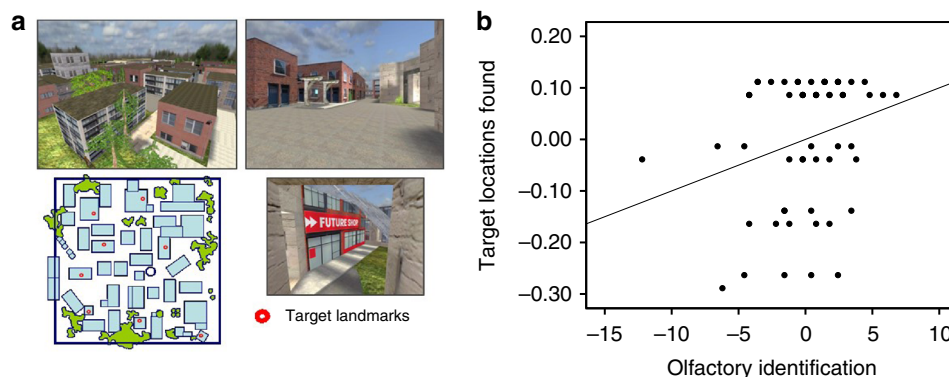 a
FUTURE SHOP
Target landmarks
b
Target locations found
0.20
0.10
0.00
−0.10
−0.20
−0.30
−15
−10
−5
0
5
10
Olfactory identification